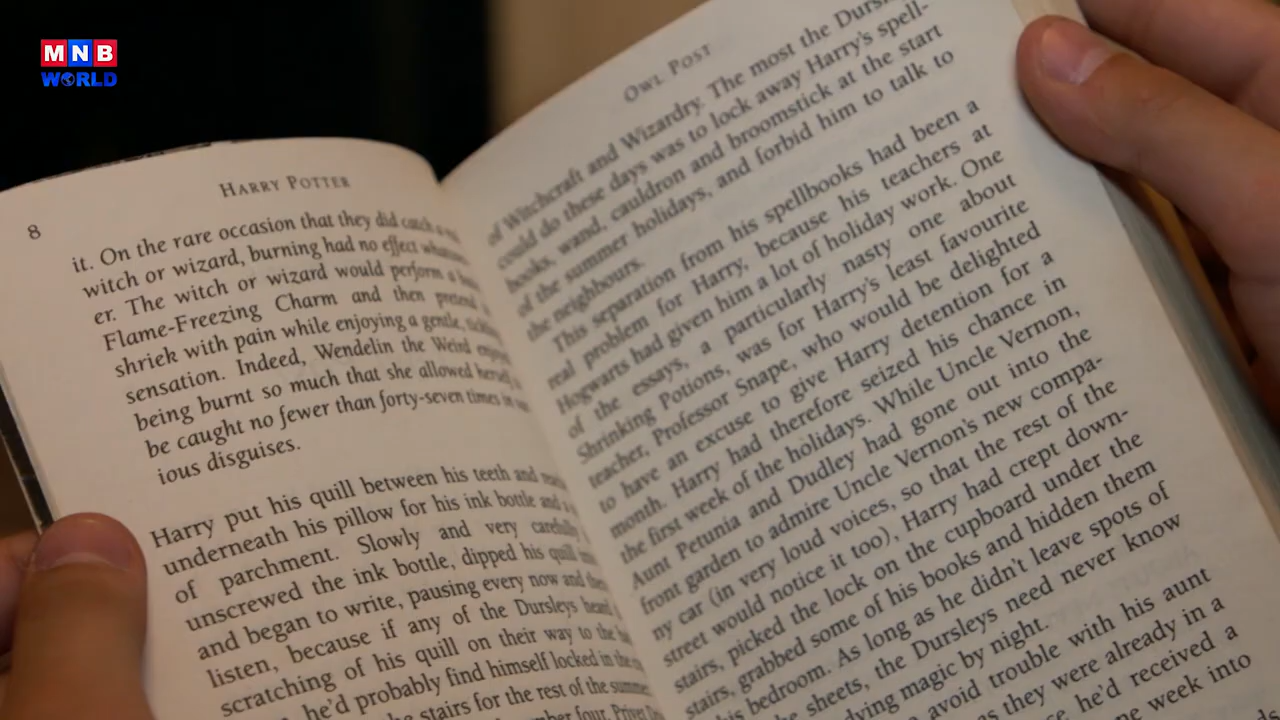 MNB
WORLD
HARRY POTTER
8
it. On the rare occasion that they did catch a
witch or wizard, burning had no effect
er. The witch or wizard would perform a
Flame-Freezing Charm and then pretend
shriek with pain while enjoying a gentle,
sensation. Indeed, Wendelin the Weird
being burnt so much that she allowed
be caught no fewer than forty-seven times in
ious disguises.
Harry put his quill between his teeth and
underneath his pillow for his ink bottle and a
of parchment. Slowly and very carefully
unscrewed the ink bottle, dipped his quill
and began to write, pausing every now and then
listen, because if any of the Dursleys heard
scratching of his quill on their way to the
he'd probably find himself locked in the
stairs for the rest of the summer
four, Privet
OWL POST
of Witchcraft and Wizardry. The most the
could do these days was to lock away Harry's spell-
books, wand, cauldron and broomstick at the start
of the summer holidays, and forbid him to talk to
the neighbours.
This separation from his spellbooks had been a
real problem for Harry, because his teachers at
Hogwarts had given him a lot of holiday work. One
of the essays, a particularly nasty one about
Shrinking Potions, was for Harry's least favourite
teacher, Professor Snape, who would be delighted
to have an excuse to give Harry detention for a
month. Harry had therefore seized his chance in
the first week of the holidays. While Uncle Vernon,
Aunt Petunia and Dudley had gone out into the
front garden to admire Uncle Vernon's new compa-
ny car (in very loud voices, so that the rest of the
street would notice it too), Harry had crept down-
stairs, picked the lock on the cupboard under the
stairs, grabbed some of his books and hidden them
his bedroom. As long as he didn't leave spots of
sheets, the Dursleys need never know
magic by night.
avoid trouble with his aunt
as they were already in a
he'd received a
week into